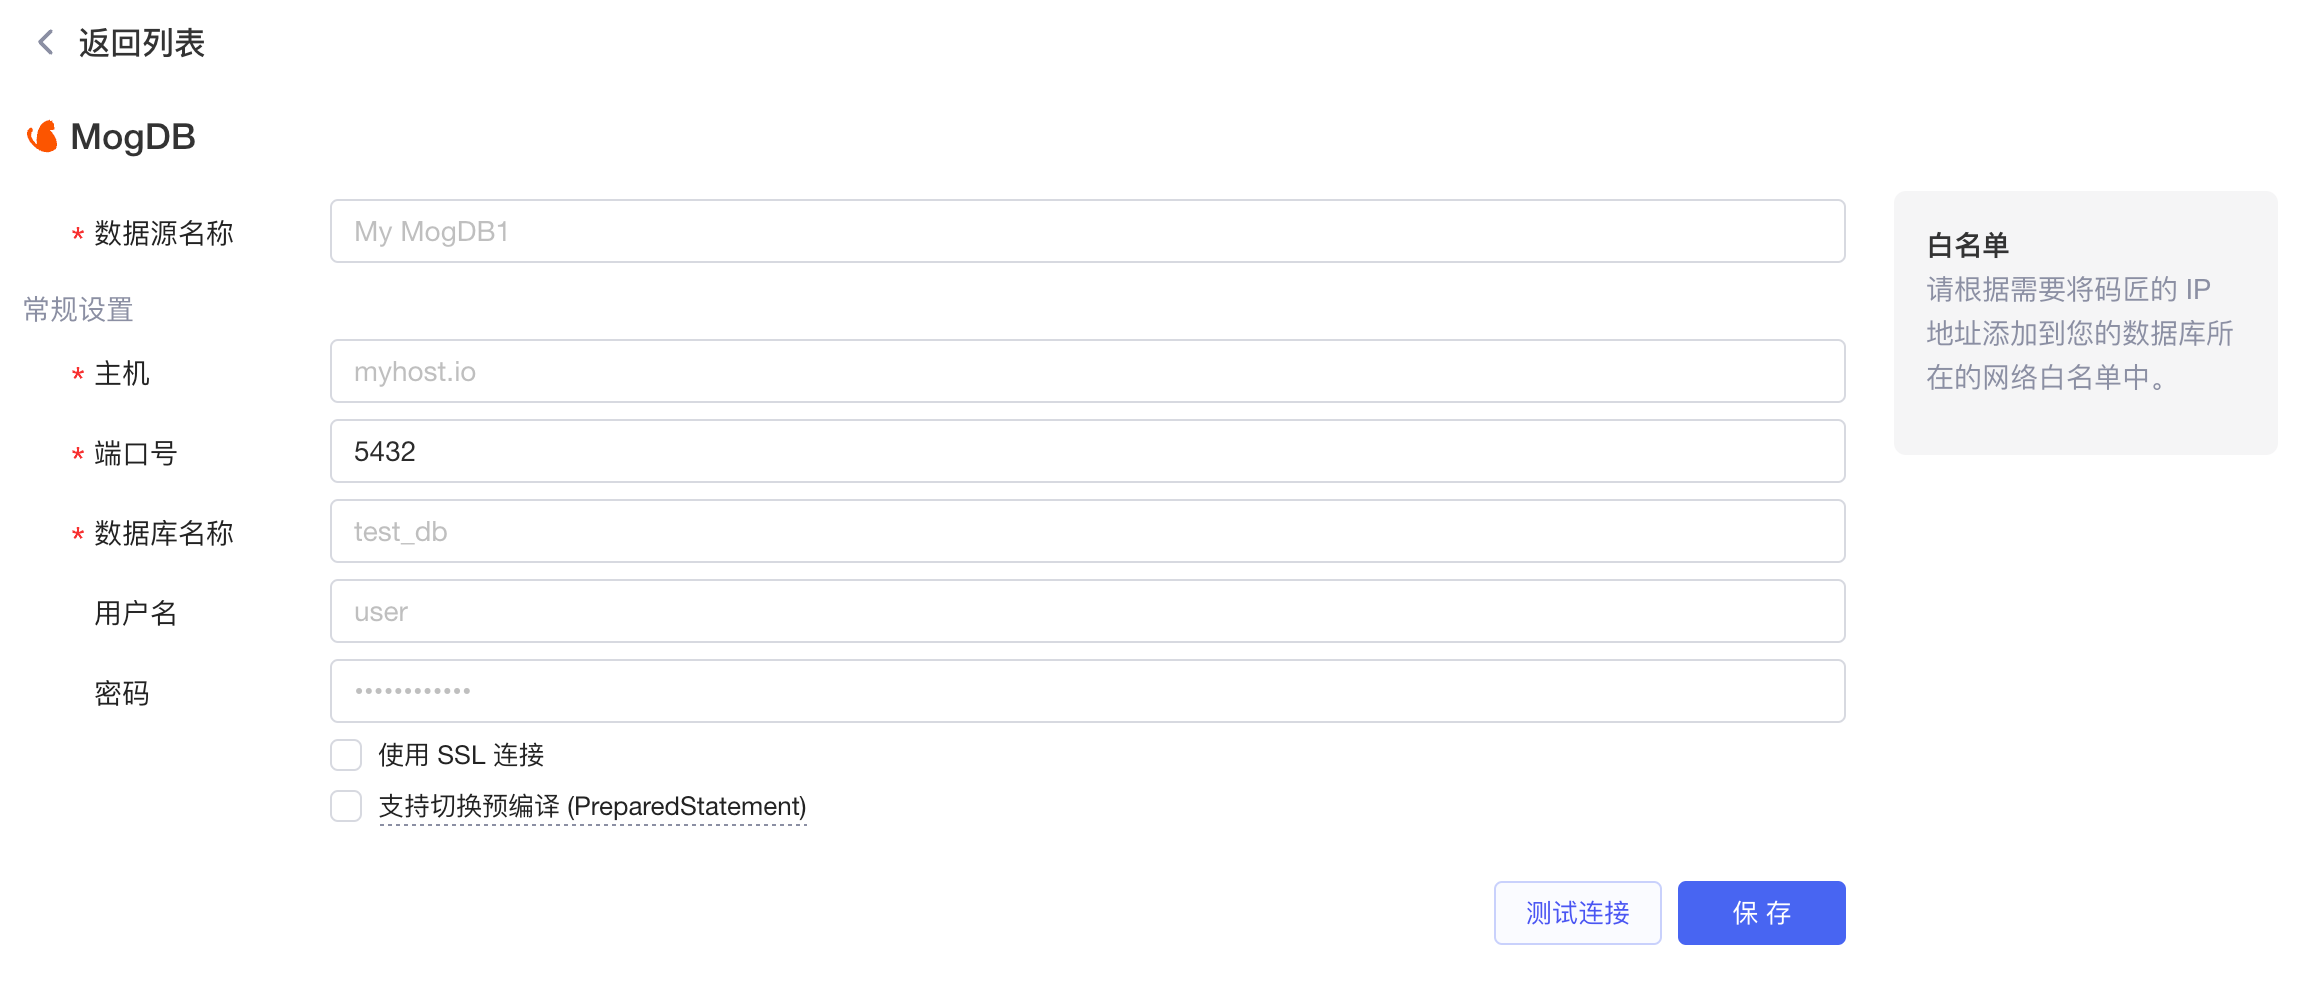 返回列表
MogDB
* 数据源名称
My MogDB1
常规设置
* 主机
myhost.io
* 端口号
5432
* 数据库名称
test_db
用户名
user
密码
••••••••••••
使用 SSL 连接
支持切换预编译 (PreparedStatement)
测试连接
保 存
白名单
请根据需要将码匠的 IP
地址添加到您的数据库所
在的网络白名单中。